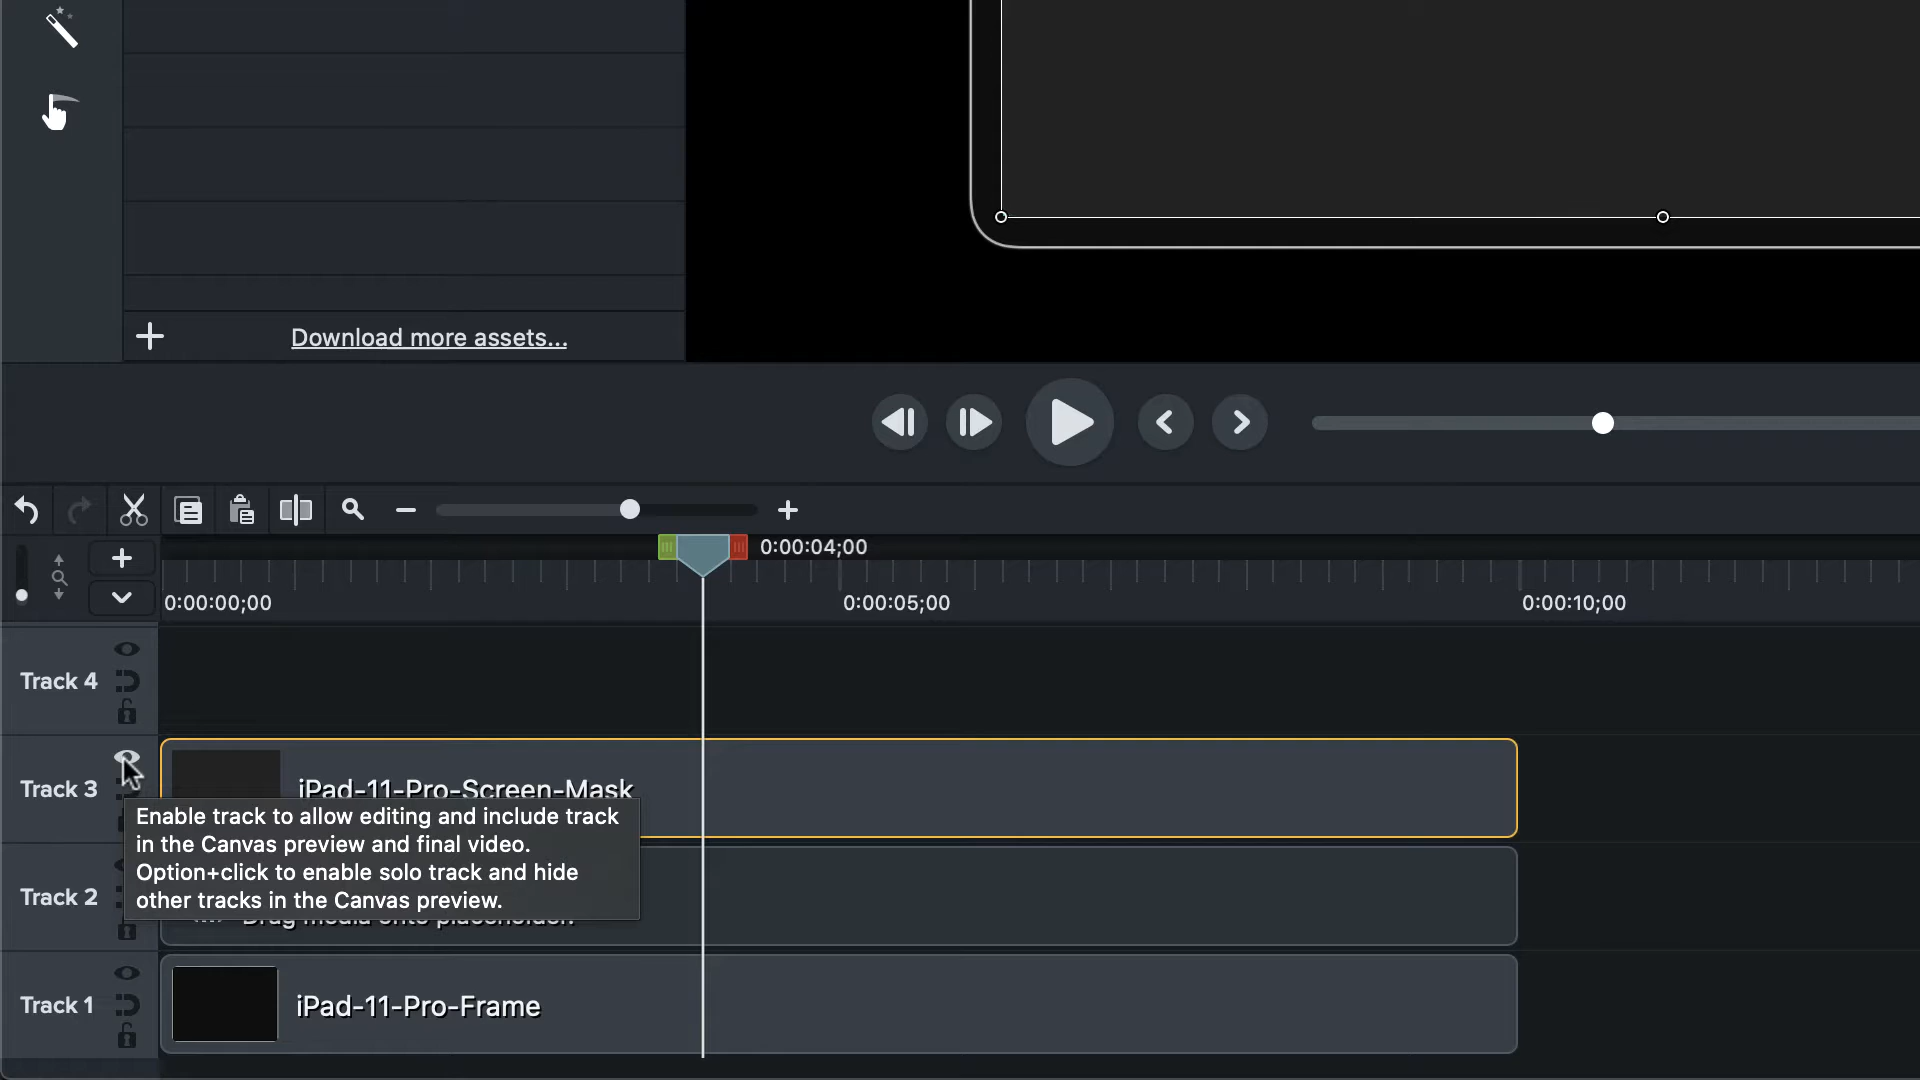 Download more assets...
0:00:04;00
0:00:00;00
0:00:05;00
0:00:10;00
Track 4
Track 3
iPad-11-Pro-Screen-Mask
Enable track to allow editing and include track
in the Canvas preview and final video.
Option+click to enable solo track and hide
other tracks in the Canvas preview.
Track 2
Drag media onto placeholder.
Track 1
iPad-11-Pro-Frame